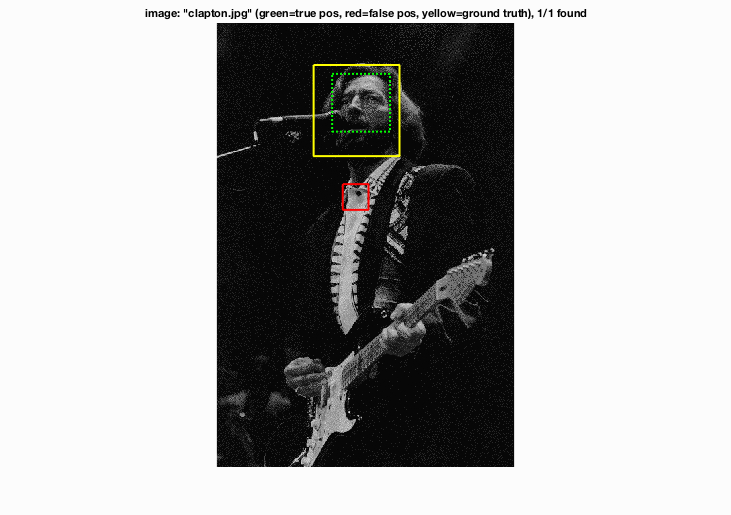 image: "clapton.jpg" (green=true pos, red=false pos, yellow=ground truth), 1/1 found